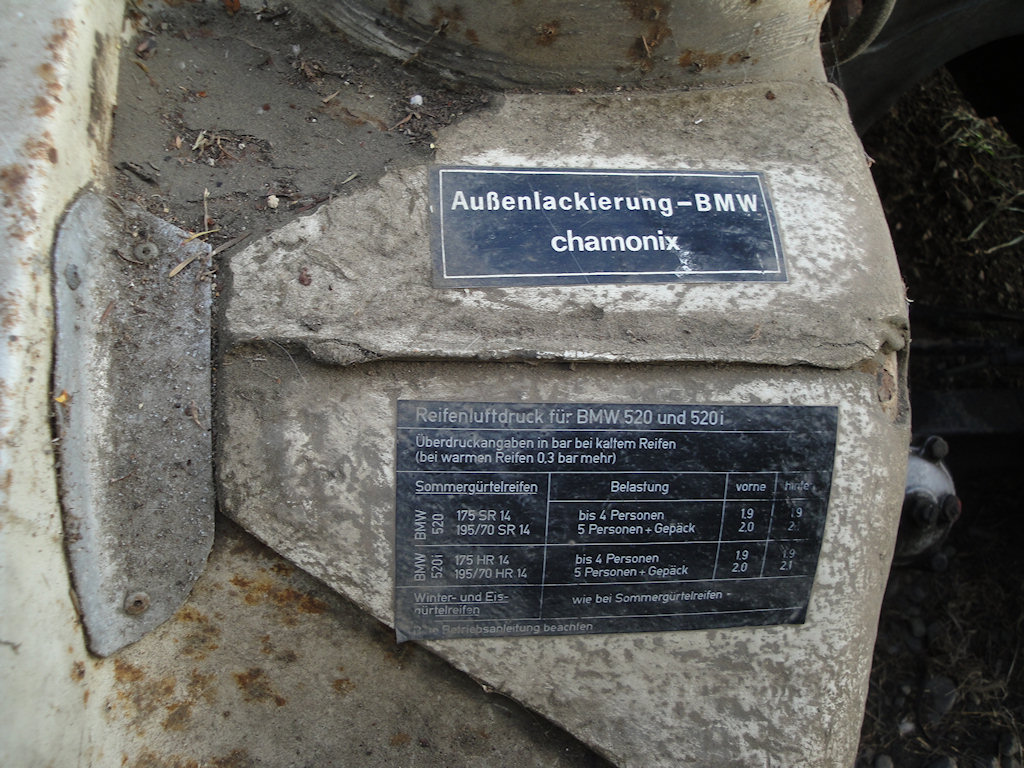 Außenlackierung-BMW
chamonix
Reifenluftdruck für BMW 520 und 520i
Überdruckangaben in bar bei kaltem Reifen
(bei warmen Reifen 0,3 bar mehr)
Sommergürtelreifen Belastung vorne
BMW 520 175 SR 14 bis 4 Personen 1.9 1.9
195/70 SR 14 5 Personen + Gepäck 2.0 2.1
BMW 520i 175 HR 14 bis 4 Personen 1.9 1.9
195/70 HR 14 5 Personen + Gepäck 2.0 2.1
Winter- und Eis- wie bei Sommergürtelreifen -
gürtelreifen
Betriebsanleitung beachten